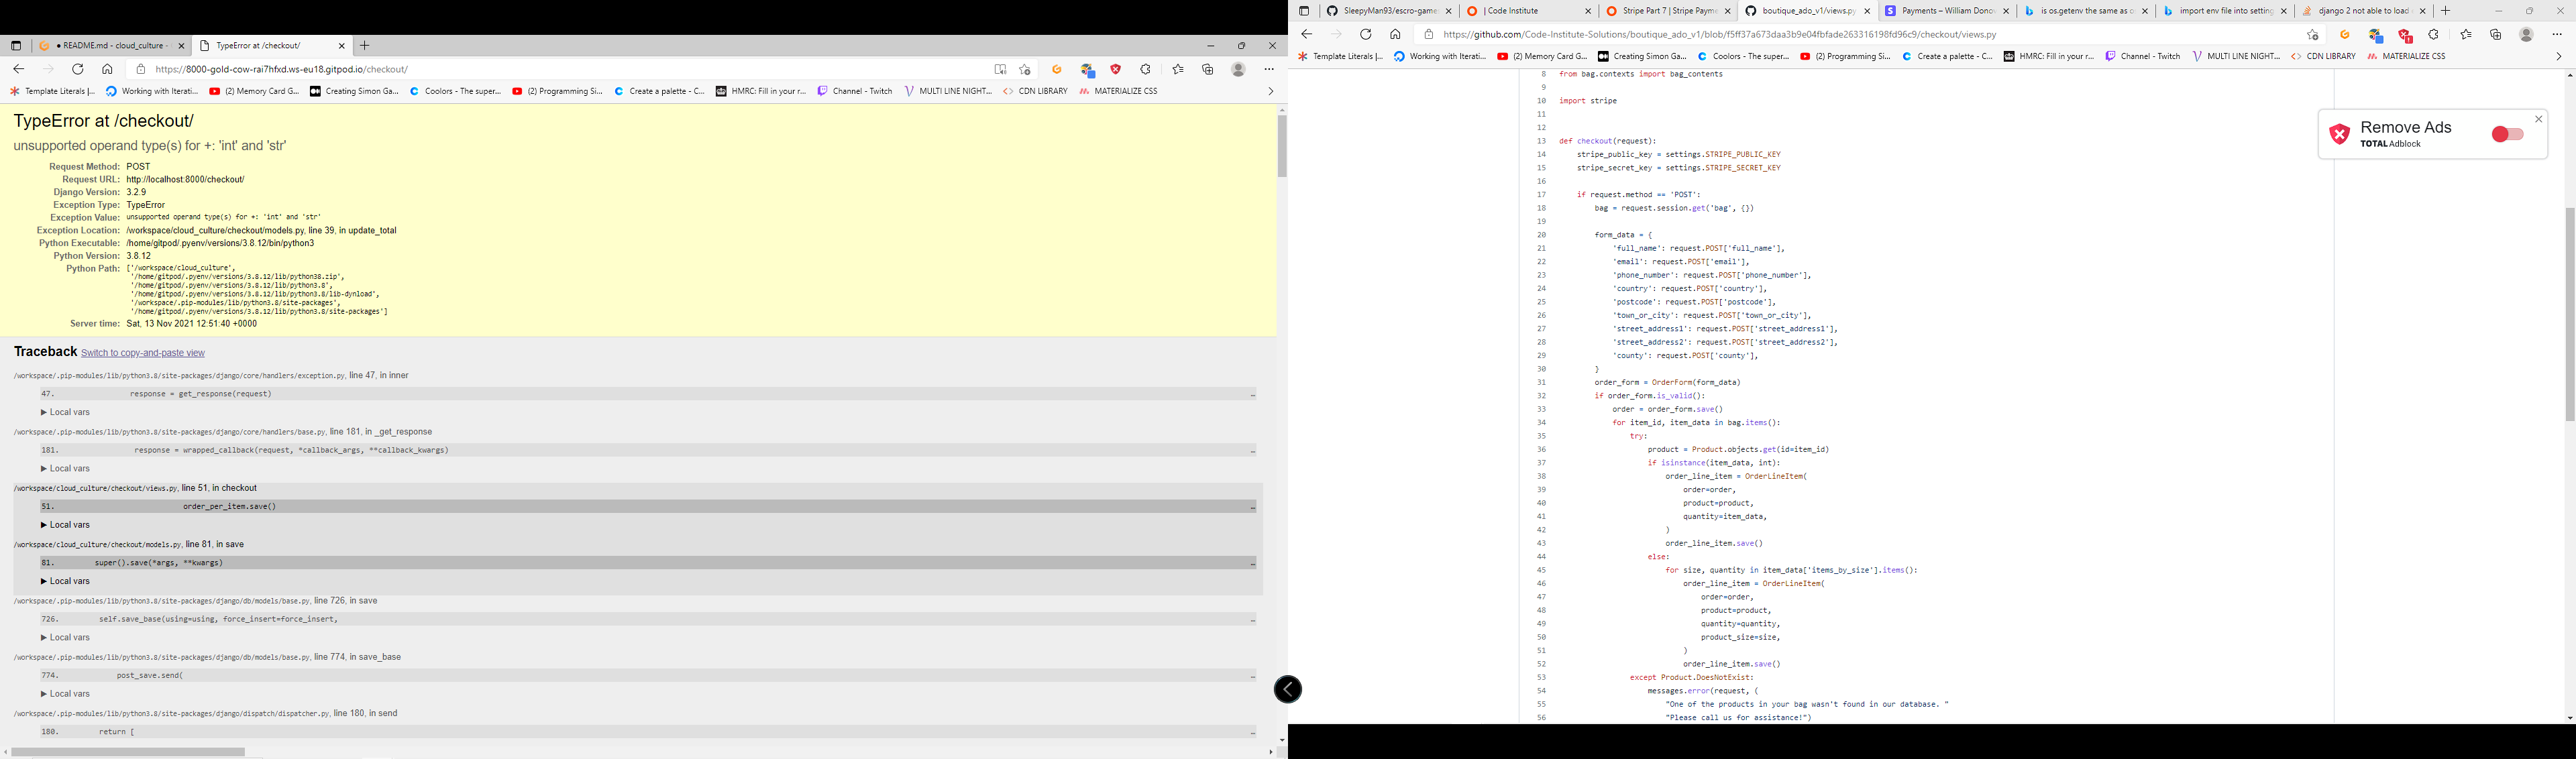 ● README.md - cloud_culture -
TypeError at /checkout/
https://8000-gold-cow-rai7hfxd.ws-eu18.gitpod.io/checkout/
Template Literals |...
Working with Iterati...
(2) Memory Card G...
Creating Simon Ga...
Coolors - The super...
(2) Programming Si...
Create a palette - C...
HMRC: Fill in your r...
Channel - Twitch
MULTI LINE NIGHT...
CDN LIBRARY
MATERIALIZE CSS
TypeError at /checkout/
unsupported operand type(s) for +: 'int' and 'str'
Request Method: POST
Request URL: http://localhost:8000/checkout/
Django Version: 3.2.9
Exception Type: TypeError
Exception Value: unsupported operand type(s) for +: 'int' and 'str'
Exception Location: /workspace/cloud_culture/checkout/models.py, line 39, in update_total
Python Executable: /home/gitpod/.pyenv/versions/3.8.12/bin/python3
Python Version: 3.8.12
Python Path: ['/workspace/cloud_culture',
'/home/gitpod/.pyenv/versions/3.8.12/lib/python38.zip',
'/home/gitpod/.pyenv/versions/3.8.12/lib/python3.8',
'/home/gitpod/.pyenv/versions/3.8.12/lib/python3.8/lib-dynload',
'/workspace/.pip-modules/lib/python3.8/site-packages',
'/home/gitpod/.pyenv/versions/3.8.12/lib/python3.8/site-packages']
Server time: Sat, 13 Nov 2021 12:51:40 +0000
Traceback Switch to copy-and-paste view
/workspace/.pip-modules/lib/python3.8/site-packages/django/core/handlers/exception.py, line 47, in inner
47. response = get_response(request) …
▶ Local vars
/workspace/.pip-modules/lib/python3.8/site-packages/django/core/handlers/base.py, line 181, in _get_response
181. response = wrapped_callback(request, *callback_args, **callback_kwargs) …
▶ Local vars
/workspace/cloud_culture/checkout/views.py, line 51, in checkout
51. order_per_item.save() …
▶ Local vars
/workspace/cloud_culture/checkout/models.py, line 81, in save
81. super().save(*args, **kwargs) …
▶ Local vars
/workspace/.pip-modules/lib/python3.8/site-packages/django/db/models/base.py, line 726, in save
726. self.save_base(using=using, force_insert=force_insert, …
▶ Local vars
/workspace/.pip-modules/lib/python3.8/site-packages/django/db/models/base.py, line 774, in save_base
774. post_save.send( …
▶ Local vars
/workspace/.pip-modules/lib/python3.8/site-packages/django/dispatch/dispatcher.py, line 180, in send
180. return [ …
SleepyMan93/escro-game
| Code Institute
Stripe Part 7 | Stripe Payme
boutique_ado_v1/views.py
Payments – William Dono
is os.getenv the same as o
import env file into setting
django 2 not able to load
https://github.com/Code-Institute-Solutions/boutique_ado_v1/blob/f5ff37a673daa3b9e04fbfade263316198fd96c9/checkout/views.py
Template Literals |...
Working with Iterati...
(2) Memory Card G...
Creating Simon Ga...
Coolors - The super...
(2) Programming Si...
Create a palette - C...
HMRC: Fill in your r...
Channel - Twitch
MULTI LINE NIGHT...
CDN LIBRARY
MATERIALIZE CSS
8 from bag.contexts import bag_contents
9
10 import stripe
11
12
13 def checkout(request):
14 stripe_public_key = settings.STRIPE_PUBLIC_KEY
15 stripe_secret_key = settings.STRIPE_SECRET_KEY
16
17 if request.method == 'POST':
18 bag = request.session.get('bag', {})
19
20 form_data = {
21 'full_name': request.POST['full_name'],
22 'email': request.POST['email'],
23 'phone_number': request.POST['phone_number'],
24 'country': request.POST['country'],
25 'postcode': request.POST['postcode'],
26 'town_or_city': request.POST['town_or_city'],
27 'street_address1': request.POST['street_address1'],
28 'street_address2': request.POST['street_address2'],
29 'county': request.POST['county'],
30 }
31 order_form = OrderForm(form_data)
32 if order_form.is_valid():
33 order = order_form.save()
34 for item_id, item_data in bag.items():
35 try:
36 product = Product.objects.get(id=item_id)
37 if isinstance(item_data, int):
38 order_line_item = OrderLineItem(
39 order=order,
40 product=product,
41 quantity=item_data,
42 )
43 order_line_item.save()
44 else:
45 for size, quantity in item_data['items_by_size'].items():
46 order_line_item = OrderLineItem(
47 order=order,
48 product=product,
49 quantity=quantity,
50 product_size=size,
51 )
52 order_line_item.save()
53 except Product.DoesNotExist:
54 messages.error(request, (
55 "One of the products in your bag wasn't found in our database. "
56 "Please call us for assistance!")
Remove Ads
TOTAL Adblock